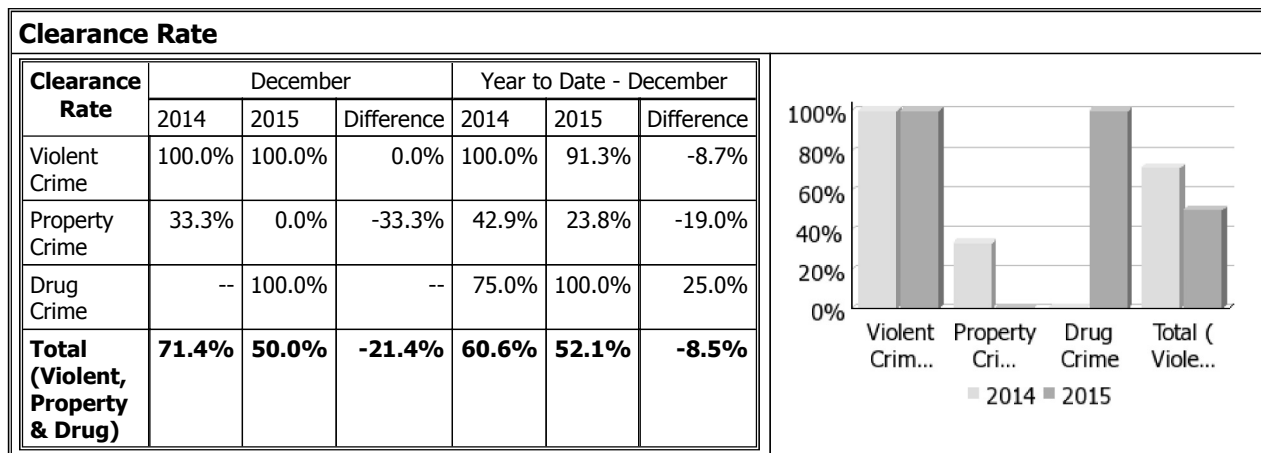 Clearance Rate
Clearance Rate December Year to Date - December
2014 2015 Difference 2014 2015 Difference
Violent Crime 100.0% 100.0% 0.0% 100.0% 91.3% -8.7%
Property Crime 33.3% 0.0% -33.3% 42.9% 23.8% -19.0%
Drug Crime -- 100.0% -- 75.0% 100.0% 25.0%
Total (Violent, Property & Drug) 71.4% 50.0% -21.4% 60.6% 52.1% -8.5%
100%
80%
60%
40%
20%
0%
Violent Property Drug Total (
Crim... Cri... Crime Viole...
2014 2015